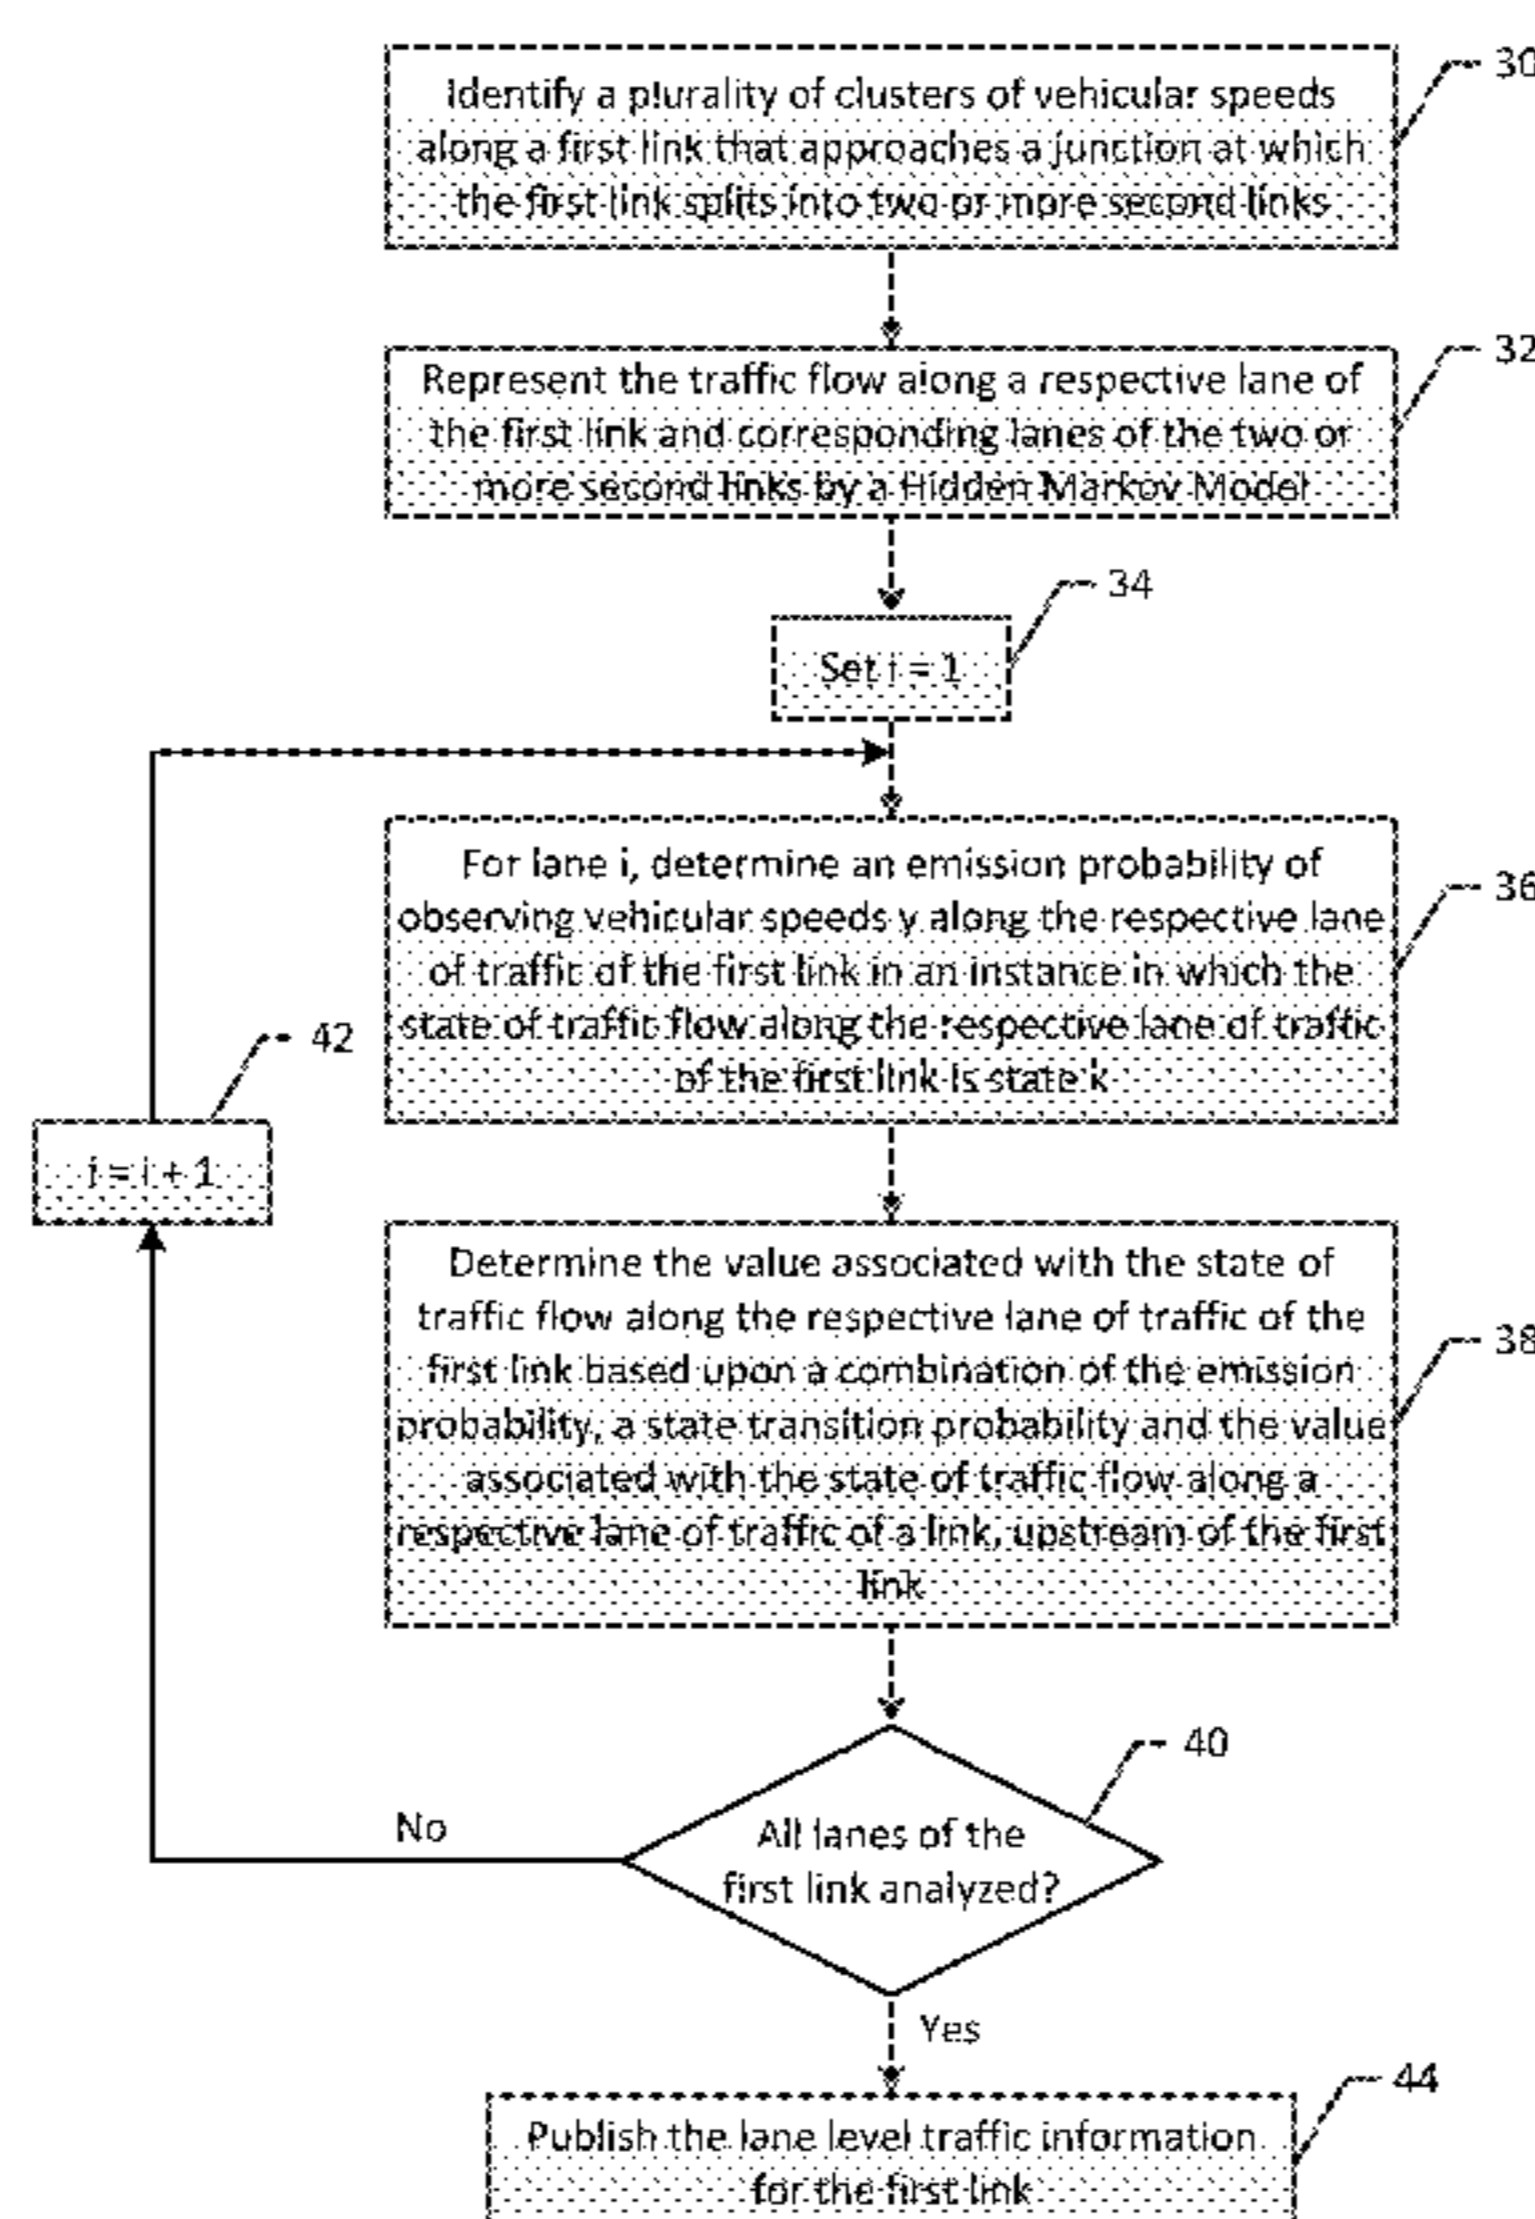 30
Identify a plurality of clusters of vehicular speeds
along a first link that approaches a junction at which
the first link splits into two or more second links
32
Represent the traffic flow along a respective lane of
the first link and corresponding lanes of the two or
more second links by a Hidden Markov Model
34
Set i = 1
36
For lane i, determine an emission probability of
observing vehicular speeds y along the respective lane
of traffic of the first link in an instance in which the
state of traffic flow along the respective lane of traffic
of the first link is state k
42
i = i + 1
38
Determine the value associated with the state of
traffic flow along the respective lane of traffic of the
first link based upon a combination of the emission
probability, a state transition probability and the value
associated with the state of traffic flow along a
respective lane of traffic of a link, upstream of the first
link
40
All lanes of the
first link analyzed?
No
Yes
44
Publish the lane level traffic information
for the first link